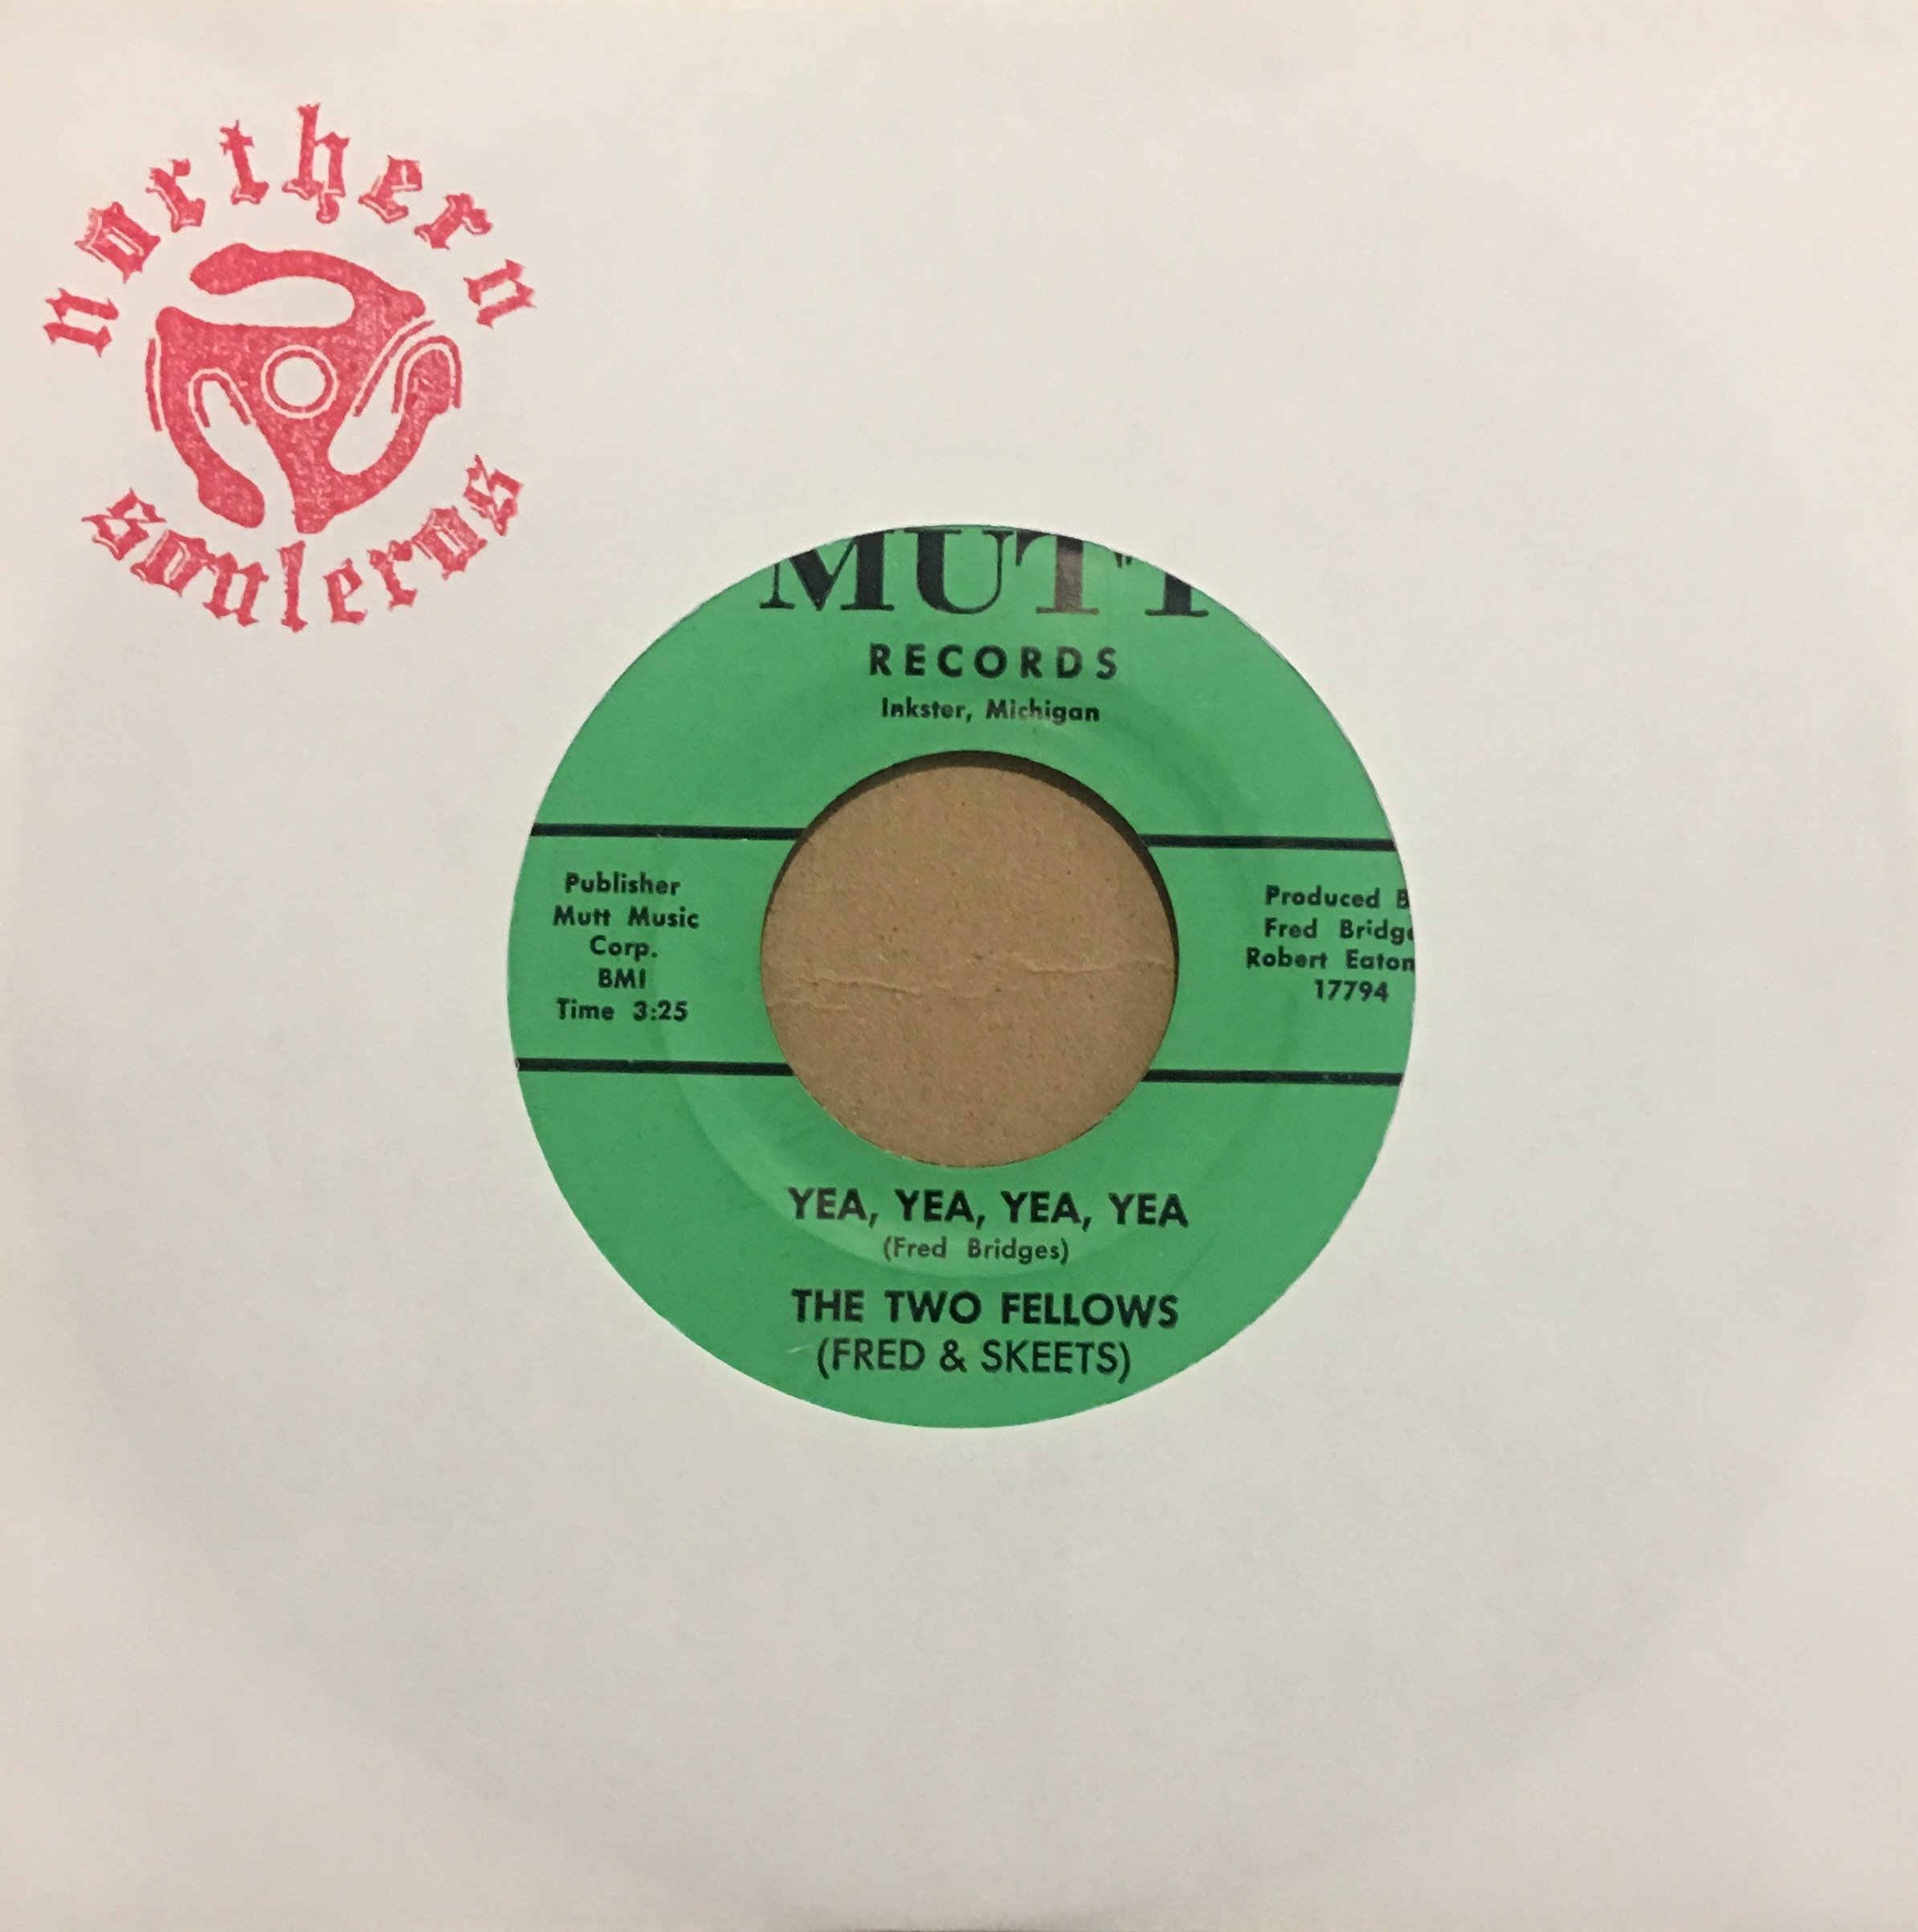 northern
souleros
MUTT
RECORDS
Inkster, Michigan
Publisher
Mutt Music
Corp.
BMI
Time 3:25
Produced B
Fred Bridge
Robert Eaton
17794
YEA, YEA, YEA, YEA
(Fred Bridges)
THE TWO FELLOWS
(FRED & SKEETS)